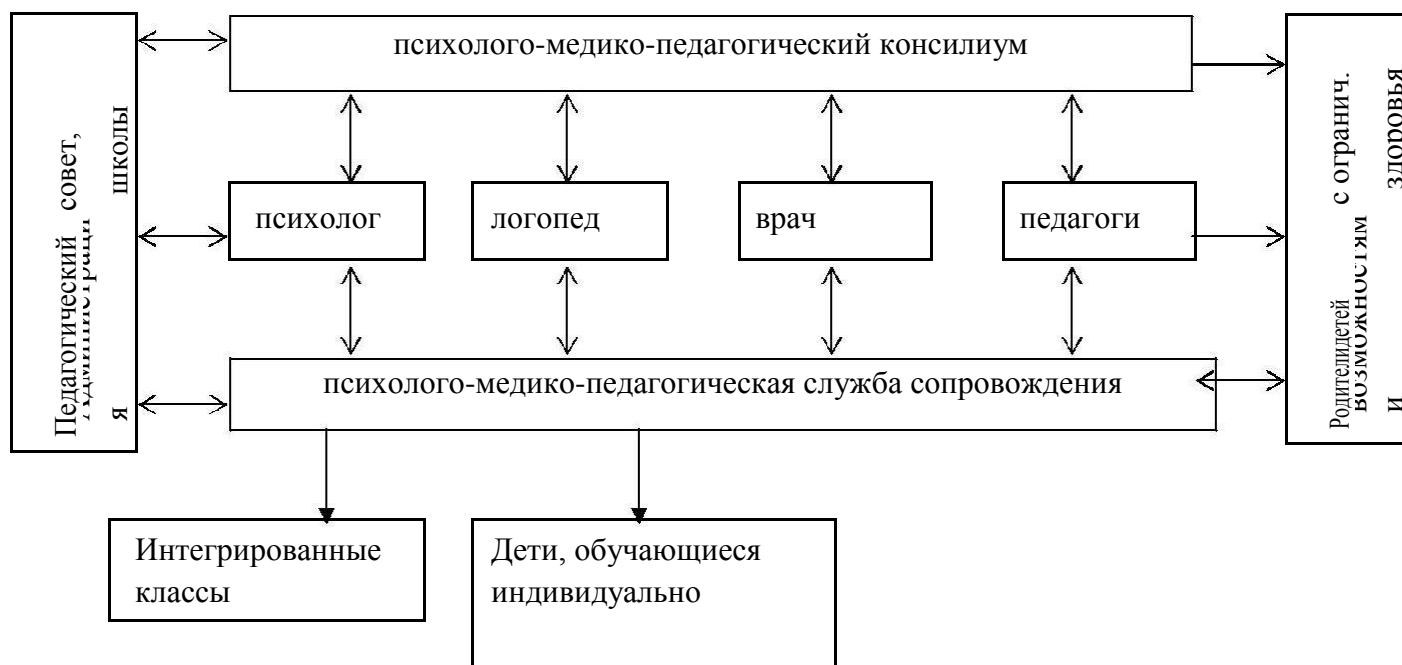 психолого-медико-педагогический консилиум
Педагогический совет,
Администраци
школы
я
психолог
логопед
врач
педагоги
Родителидетей с огранич.
возможностям
здоровья
и
психолого-медико-педагогическая служба сопровождения
Интегрированные
классы
Дети, обучающиеся
индивидуально